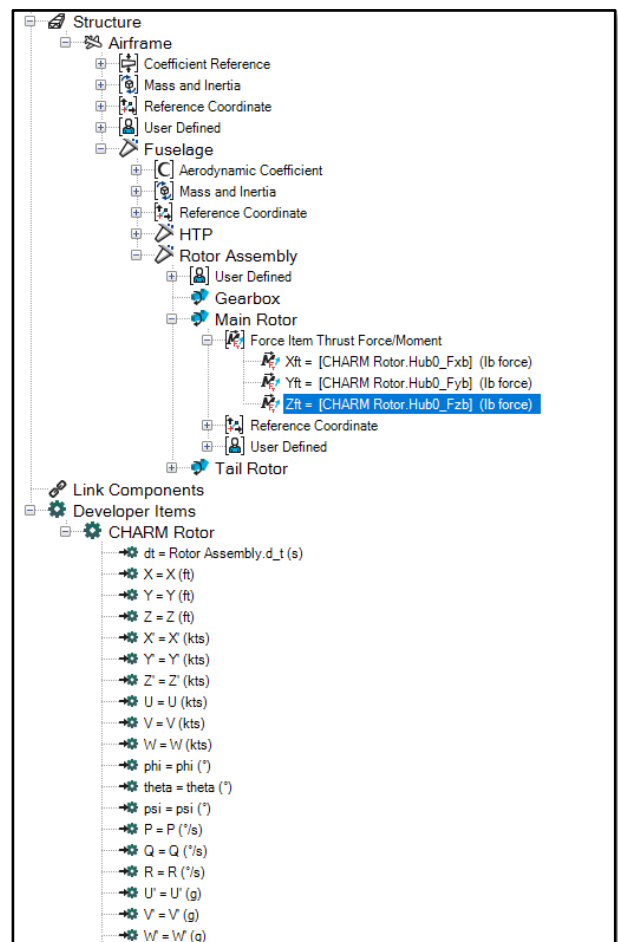 Structure
Airframe
Coefficient Reference
Mass and Inertia
Reference Coordinate
User Defined
Fuselage
[C] Aerodynamic Coefficient
Mass and Inertia
Reference Coordinate
HTP
Rotor Assembly
User Defined
Gearbox
Main Rotor
Force Item Thrust Force/Moment
Xft = [CHARM Rotor.Hub0_Fxb] (lb force)
Yft = [CHARM Rotor.Hub0_Fyb] (lb force)
Zft = [CHARM Rotor.Hub0_Fzb] (lb force)
Reference Coordinate
User Defined
Tail Rotor
Link Components
Developer Items
CHARM Rotor
dt = Rotor Assembly.d_t (s)
X = X (ft)
Y = Y (ft)
Z = Z (ft)
X' = X' (kts)
Y' = Y' (kts)
Z' = Z' (kts)
U = U (kts)
V = V (kts)
W = W (kts)
phi = phi (°)
theta = theta (°)
psi = psi (°)
P = P (°/s)
Q = Q (°/s)
R = R (°/s)
U' = U' (g)
V' = V' (g)
W' = W' (g)